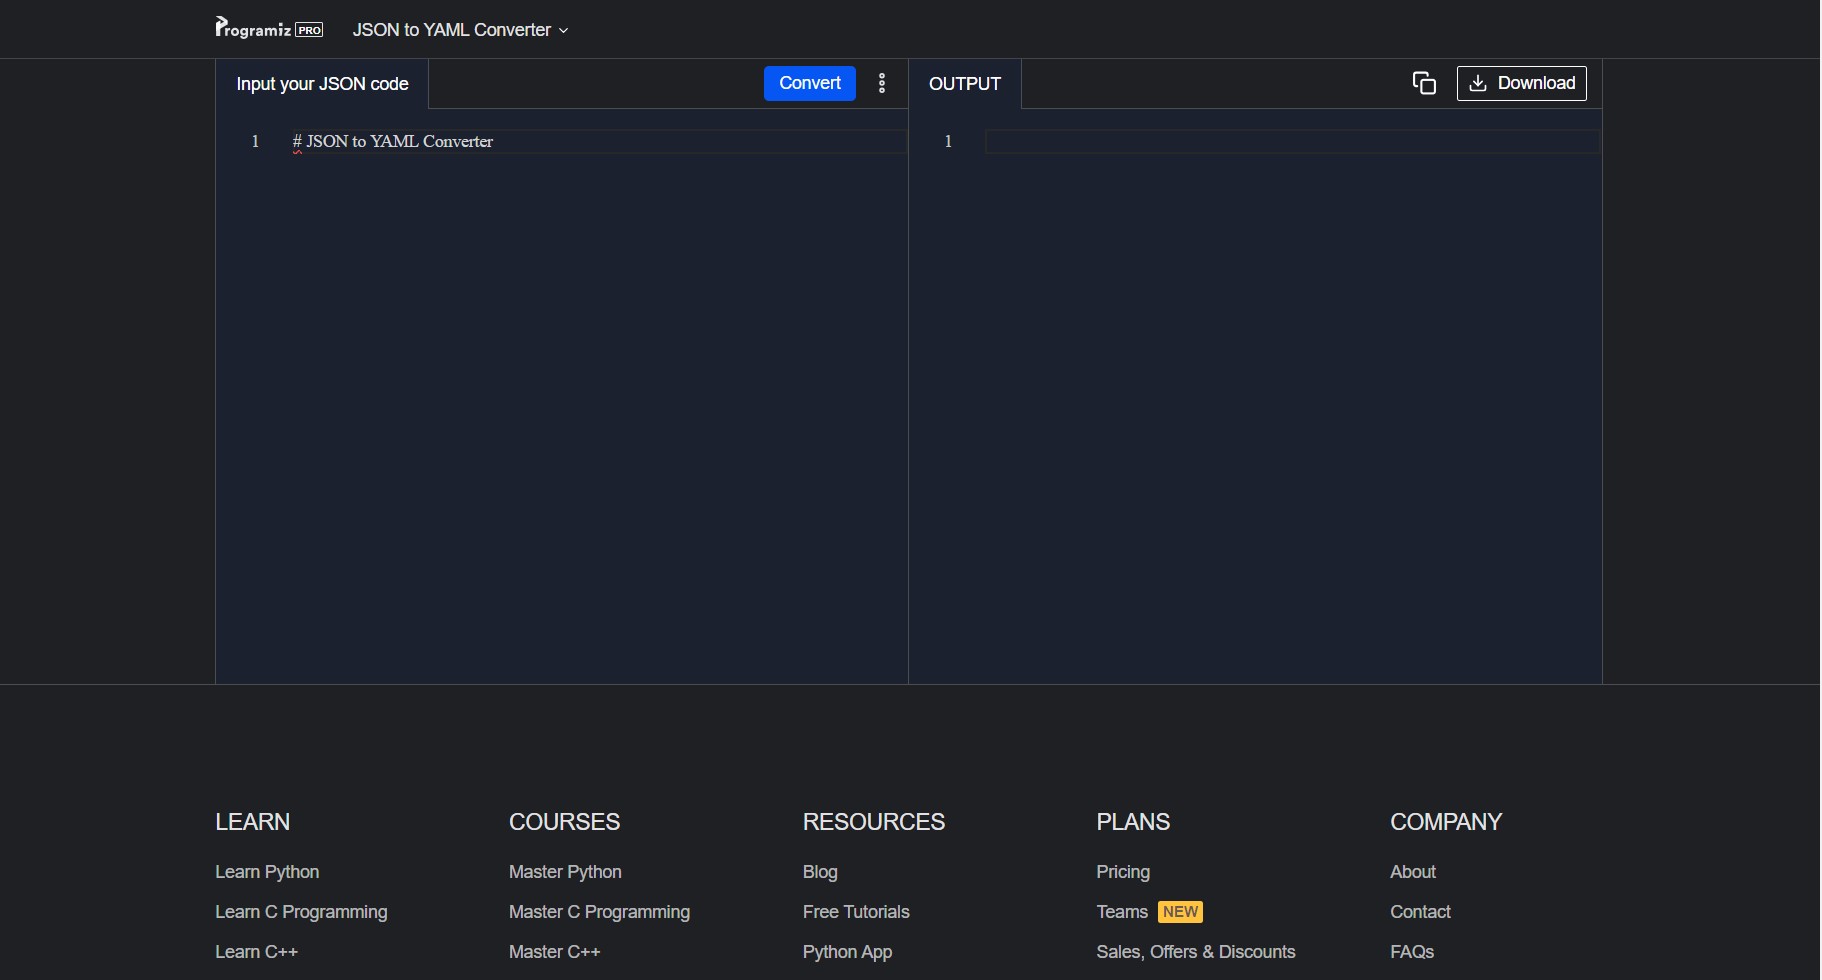 Programiz PRO JSON to YAML Converter
Input your JSON code Convert OUTPUT Download
1 # JSON to YAML Converter 1
LEARN COURSES RESOURCES PLANS COMPANY
Learn Python Master Python Blog Pricing About
Learn C Programming Master C Programming Free Tutorials Teams NEW Contact
Learn C++ Master C++ Python App Sales, Offers & Discounts FAQs